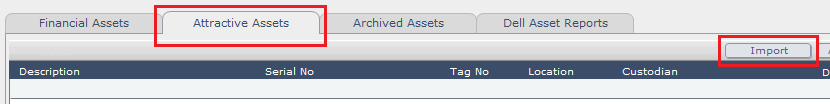 Financial Assets Attractive Assets Archived Assets Dell Asset Reports
Import
Description Serial No Tag No Location Custodian